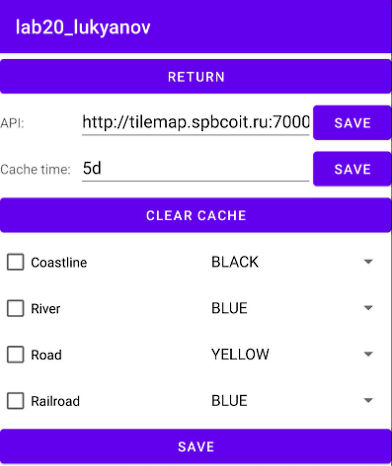 lab20_lukyanov
RETURN
API: http://tilemap.spbcoit.ru:7000 SAVE
Cache time: 5d SAVE
CLEAR CACHE
Coastline BLACK
River BLUE
Road YELLOW
Railroad BLUE
SAVE